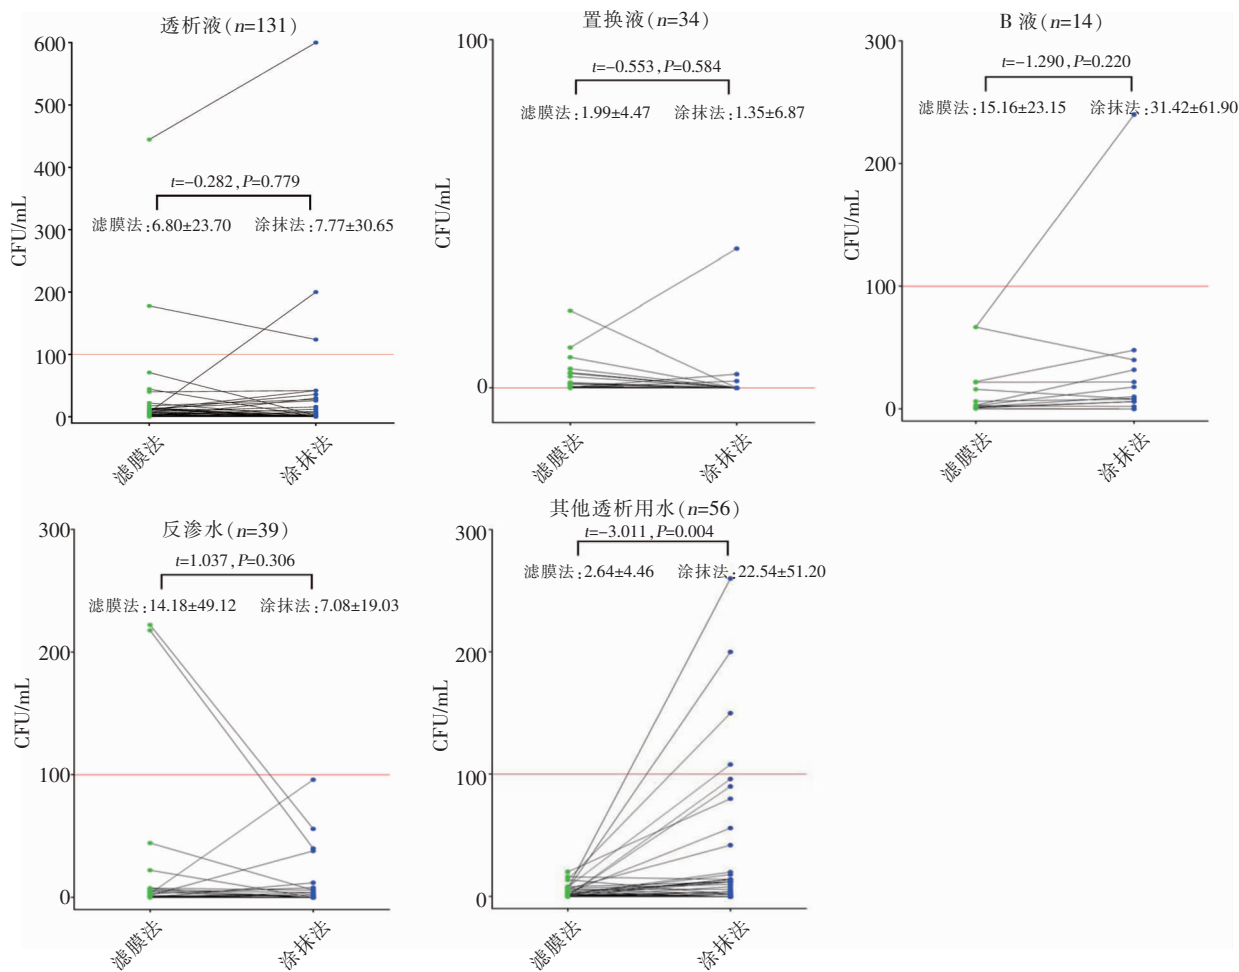 透析液(n=131)
600
500
400
300
200
100
0
CFU/mL
t=-0.282,P=0.779
滤膜法:6.80±23.70 涂抹法:7.77±30.65
滤膜法 涂抹法
置换液(n=34)
100
0
CFU/mL
t=-0.553,P=0.584
滤膜法:1.99±4.47 涂抹法:1.35±6.87
滤膜法 涂抹法
B 液(n=14)
300
200
100
0
CFU/mL
t=-1.290,P=0.220
滤膜法:15.16±23.15 涂抹法:31.42±61.90
滤膜法 涂抹法
反渗水(n=39)
300
200
100
0
CFU/mL
t=1.037,P=0.306
滤膜法:14.18±49.12 涂抹法:7.08±19.03
滤膜法 涂抹法
其他透析用水(n=56)
300
200
100
0
CFU/mL
t=-3.011,P=0.004
滤膜法:2.64±4.46 涂抹法:22.54±51.20
滤膜法 涂抹法